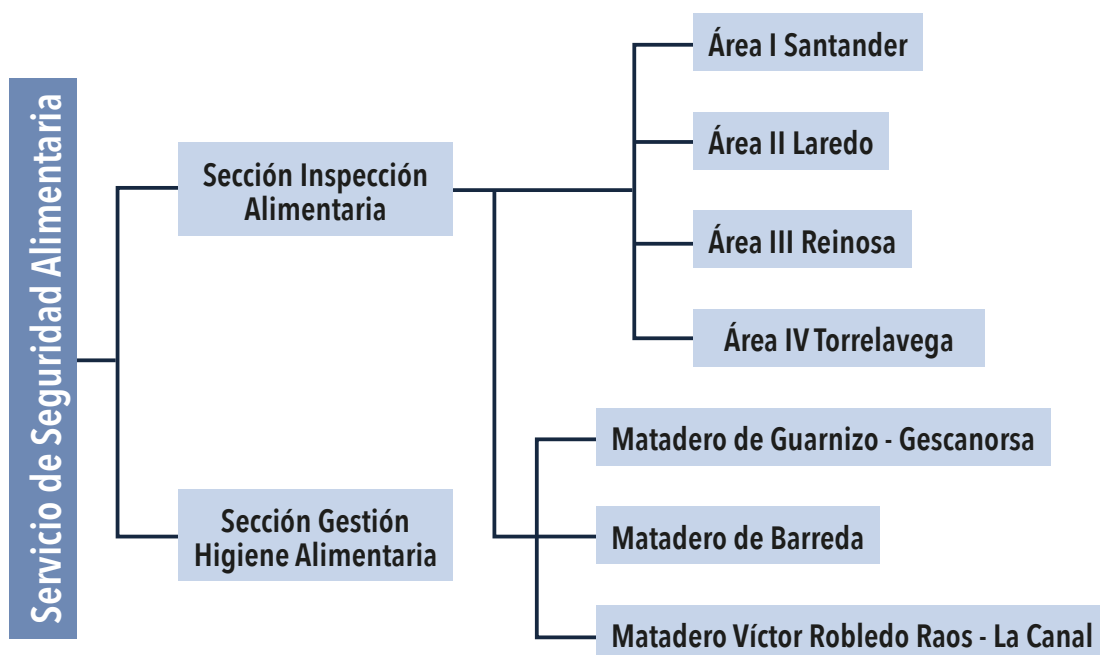 Servicio de Seguridad Alimentaria
Sección Inspección
Alimentaria
Sección Gestión
Higiene Alimentaria
Área I Santander
Área II Laredo
Área III Reinosa
Área IV Torrelavega
Matadero de Guarnizo - Gescanorsa
Matadero de Barreda
Matadero Víctor Robledo Raos - La Canal